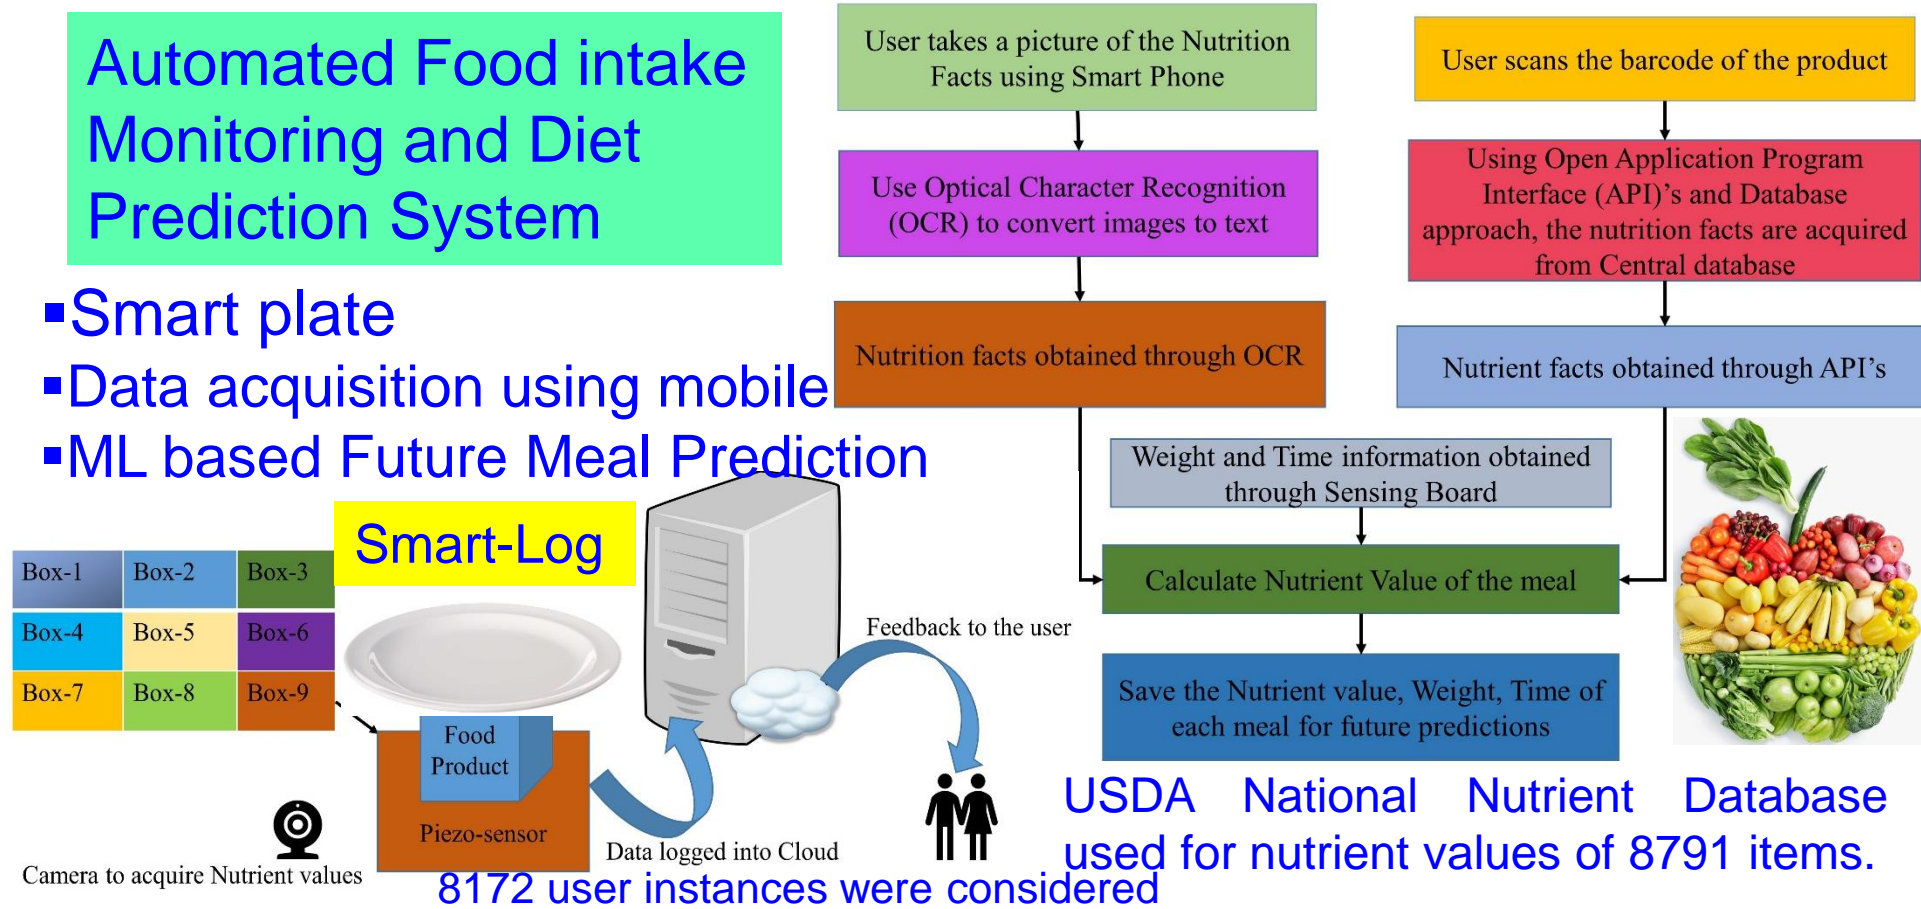 Automated Food intake
Monitoring and Diet
Prediction System
▪Smart plate
▪Data acquisition using mobile
▪ML based Future Meal Prediction
Smart-Log
Box-1 Box-2 Box-3
Box-4 Box-5 Box-6
Box-7 Box-8 Box-9
Food
Product
Piezo-sensor
Camera to acquire Nutrient values
Data logged into Cloud
Feedback to the user
8172 user instances were considered
User takes a picture of the Nutrition
Facts using Smart Phone
Use Optical Character Recognition
(OCR) to convert images to text
Nutrition facts obtained through OCR
User scans the barcode of the product
Using Open Application Program
Interface (API)’s and Database
approach, the nutrition facts are acquired
from Central database
Nutrient facts obtained through API’s
Weight and Time information obtained
through Sensing Board
Calculate Nutrient Value of the meal
Save the Nutrient value, Weight, Time of
each meal for future predictions
USDA National Nutrient Database
used for nutrient values of 8791 items.